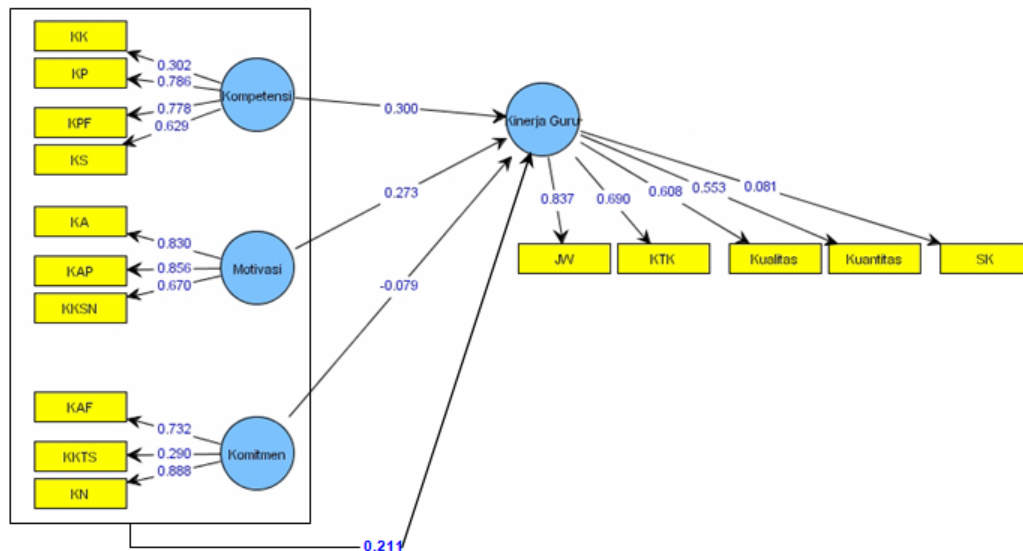 KK
KP
KPF
KS
0.302
0.786
0.778
0.629
Kompetensi
0.300
Kinerja Guru
KA
KAP
KKSN
0.830
0.856
0.670
Motivasi
0.273
-0.079
0.837
0.690
0.608
0.553
0.081
JW
KTK
Kualitas
Kuantitas
SK
KAF
KKTS
KN
0.732
0.290
0.888
Komitmen
0.211